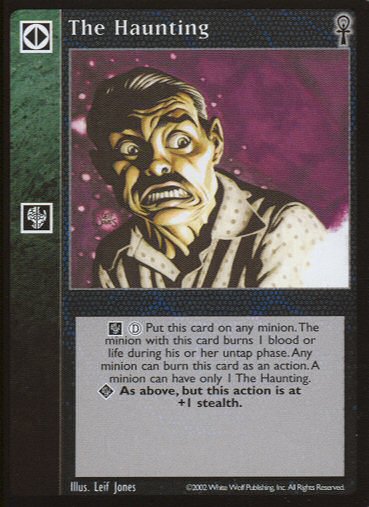 The Haunting
D Put this card on any minion. The
minion with this card burns 1 blood or
life during his or her untap phase. Any
minion can burn this card as an action. A
minion can have only 1 The Haunting.
As above, but this action is at
+1 stealth.
Illus. Leif Jones ©2002 White Wolf Publishing, Inc. All Rights Reserved.